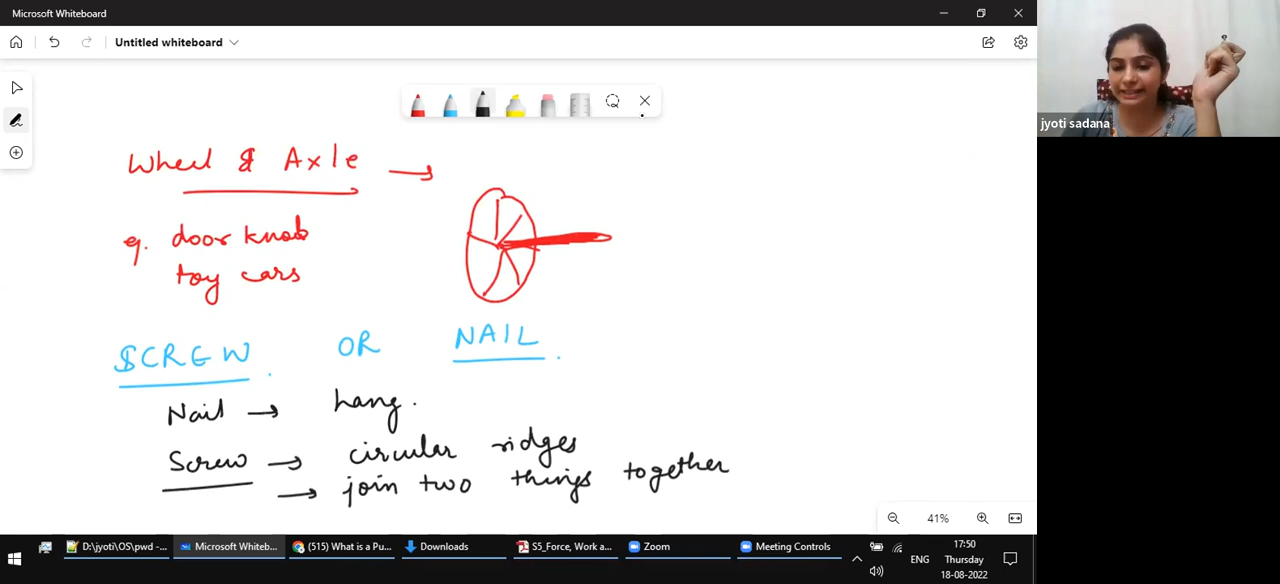 Microsoft Whiteboard
Untitled whiteboard
jyoti sadana
Wheel & Axle →
eg. door knob
toy cars
SCREW OR NAIL.
Nail → hang.
Screw → circular ridges
→ join two things together
41%
D:\jyoti\OS\pwd -... Microsoft Whiteb... (515) What is a Pu... Downloads S5_Force, Work a... Zoom Meeting Controls
ENG
17:50
Thursday
18-08-2022